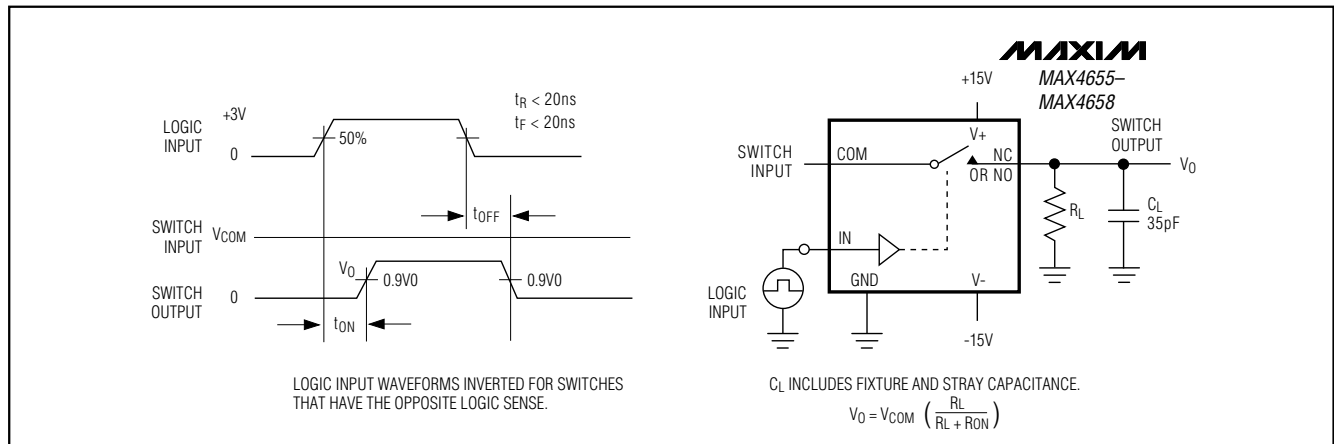 +3V
LOGIC
INPUT
0
50%
tR < 20ns
tF < 20ns
tOFF
SWITCH
INPUT
VCOM
VO
0.9V0
0.9V0
SWITCH
OUTPUT
0
tON
LOGIC INPUT WAVEFORMS INVERTED FOR SWITCHES
THAT HAVE THE OPPOSITE LOGIC SENSE.
MAXIM
MAX4655–
MAX4658
+15V
V+
SWITCH
INPUT
COM
NC
OR NO
SWITCH
OUTPUT
VO
RL
CL
35pF
IN
LOGIC
INPUT
GND
V-
-15V
CL INCLUDES FIXTURE AND STRAY CAPACITANCE.
VO = VCOM ( RL / RL + RON )